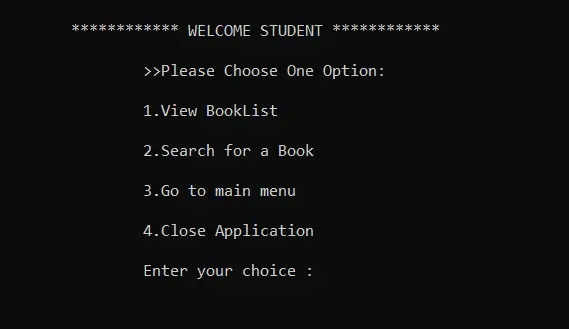 ************ WELCOME STUDENT ************
>>Please Choose One Option:
1.View BookList
2.Search for a Book
3.Go to main menu
4.Close Application
Enter your choice :